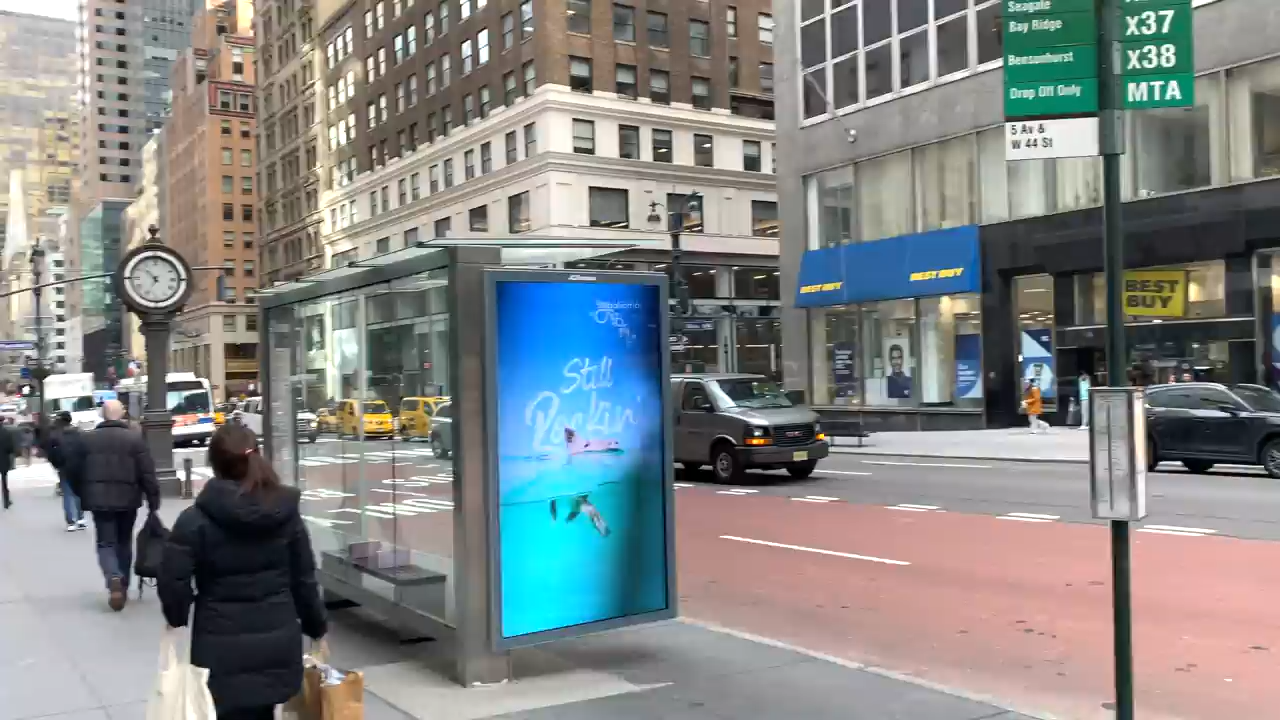 Seagate
Bay Ridge
Bensonhurst
Drop Off Only
x37
x38
MTA
5 Av &
W 44 St
BEST BUY
BEST BUY
BEST
BUY
Still
Rockin'